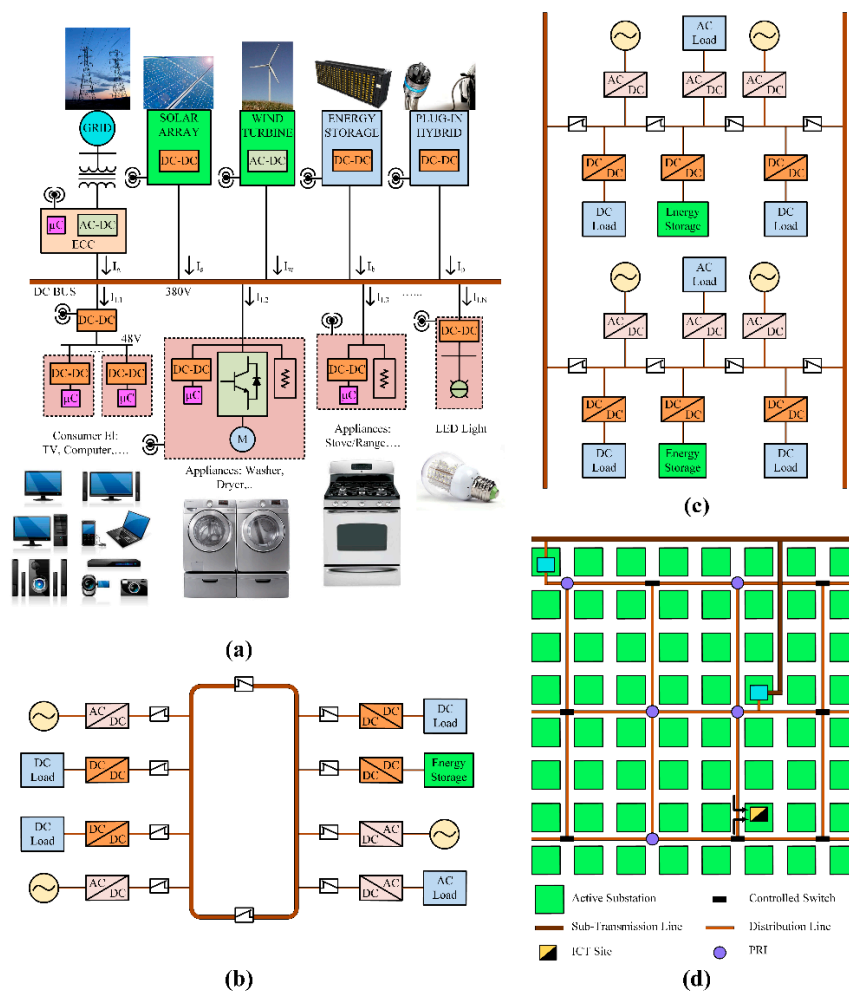 GRID
SOLAR
ARRAY
DC-DC
WIND
TURBINE
AC-DC
ENERGY
STORAGE
DC-DC
PLUG-IN
HYBRID
DC-DC
μC
AC-DC
ECC
Is
Iw
Ib
DC BUS
380V
IL1
IL2
IL3
......
ILN
DC-DC
48V
......
DC-DC
DC-DC
μC
μC
DC-DC
μC
M
DC-DC
μC
DC-DC
Consumer El:
TV, Computer,....
Appliances: Washer,
Dryer,..
Appliances:
Stove/Range....
LED Light
(a)
AC
DC
DC
Load
DC
DC
DC
Load
DC
DC
AC
DC
DC
DC
DC
Load
DC
DC
Energy
Storage
AC
DC
AC
DC
AC
Load
(b)
AC
Load
AC
DC
AC
DC
AC
DC
DC
DC
DC
DC
DC
DC
DC
Load
Energy
Storage
DC
Load
AC
Load
AC
DC
AC
DC
AC
DC
DC
DC
DC
DC
DC
DC
DC
Load
Energy
Storage
DC
Load
(c)
Active Substation
Controlled Switch
Sub-Transmission Line
Distribution Line
ICT Site
PRI
(d)